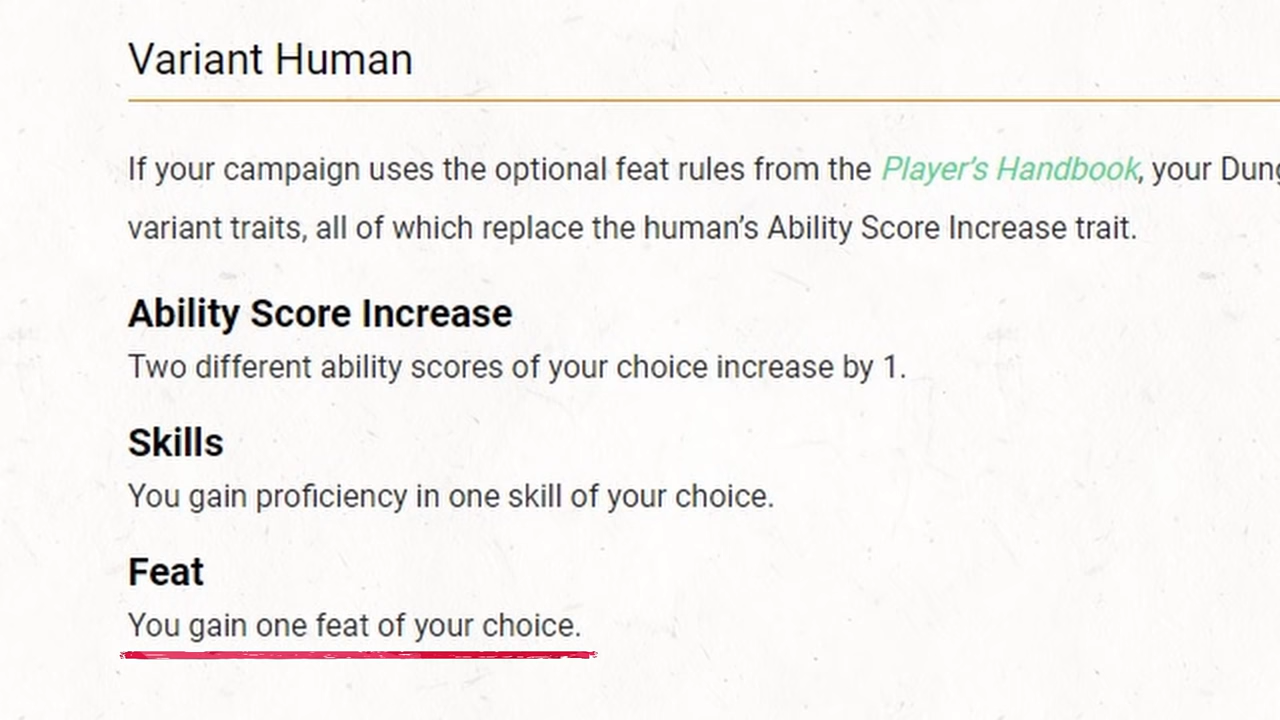 Variant Human
If your campaign uses the optional feat rules from the Player’s Handbook, your
variant traits, all of which replace the human’s Ability Score Increase trait.
Ability Score Increase
Two different ability scores of your choice increase by 1.
Skills
You gain proficiency in one skill of your choice.
Feat
You gain one feat of your choice.